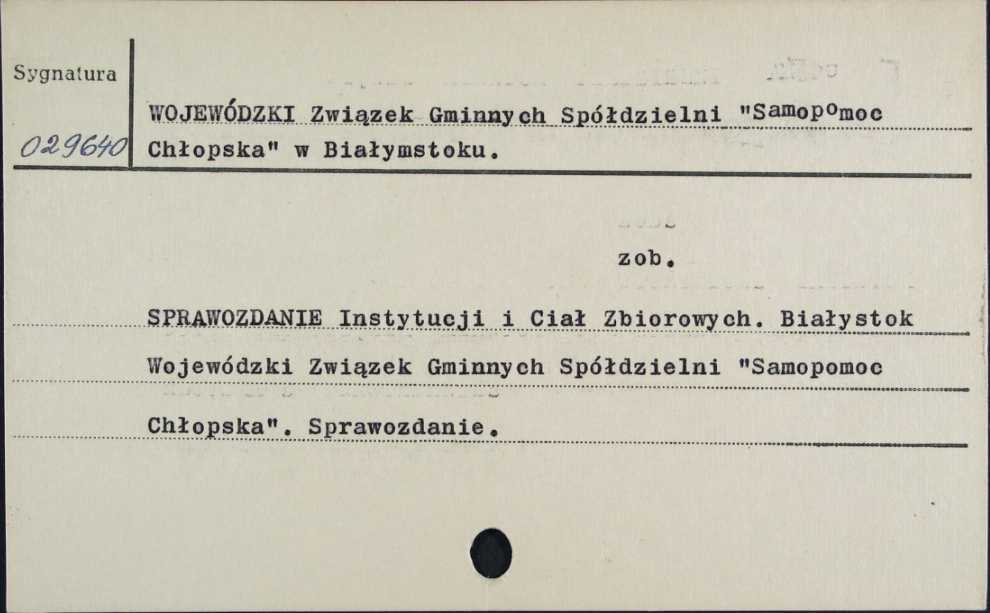 Sygnatura
WOJEWÓDZKI Związek Gminnych Spółdzielni "Samopomoc
029640
Chłopska" w Białymstoku.
zob.
SPRAWOZDANIE Instytucji i Ciał Zbiorowych. Białystok
Wojewódzki Związek Gminnych Spółdzielni "Samopomoc
Chłopska". Sprawozdanie.